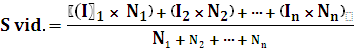 S vid. = 〖(I〗₁ × N₁) + (I₂ × N₂) + ⋯ + (Iₙ × Nₙ)
N₁ + N₂ + ⋯ Nₙ